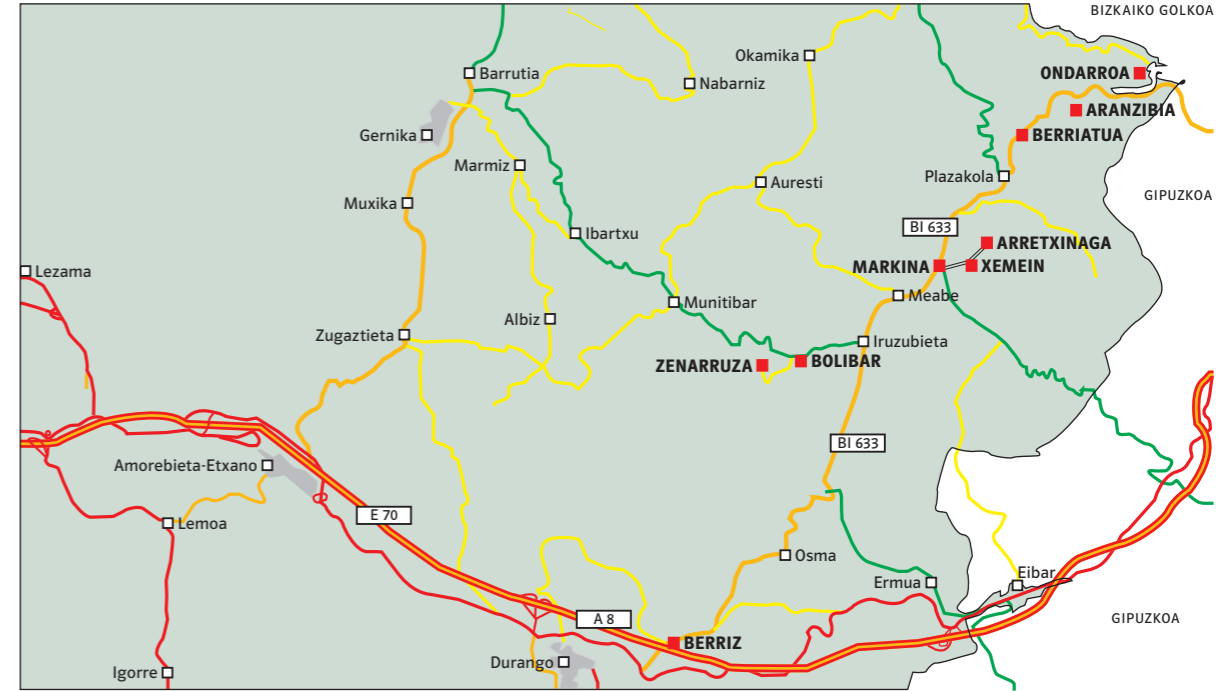 BIZKAIKO GOLKOA
Okamika
Barrutia
Nabarniz
ONDARROA
ARANZIBIA
Gernika
BERRIATUA
Marmiz
Plazakola
Auresti
GIPUZKOA
Muxika
BI 633
Ibartxu
ARRETXINAGA
MARKINA
XEMEIN
Lezama
Meabe
Munitibar
Albiz
Zugaztieta
Iruzubieta
ZENARRUZA
BOLIBAR
BI 633
Amorebieta-Etxano
E 70
Lemoa
Osma
Ermua
Eibar
A 8
GIPUZKOA
BERRIZ
Durango
Igorre